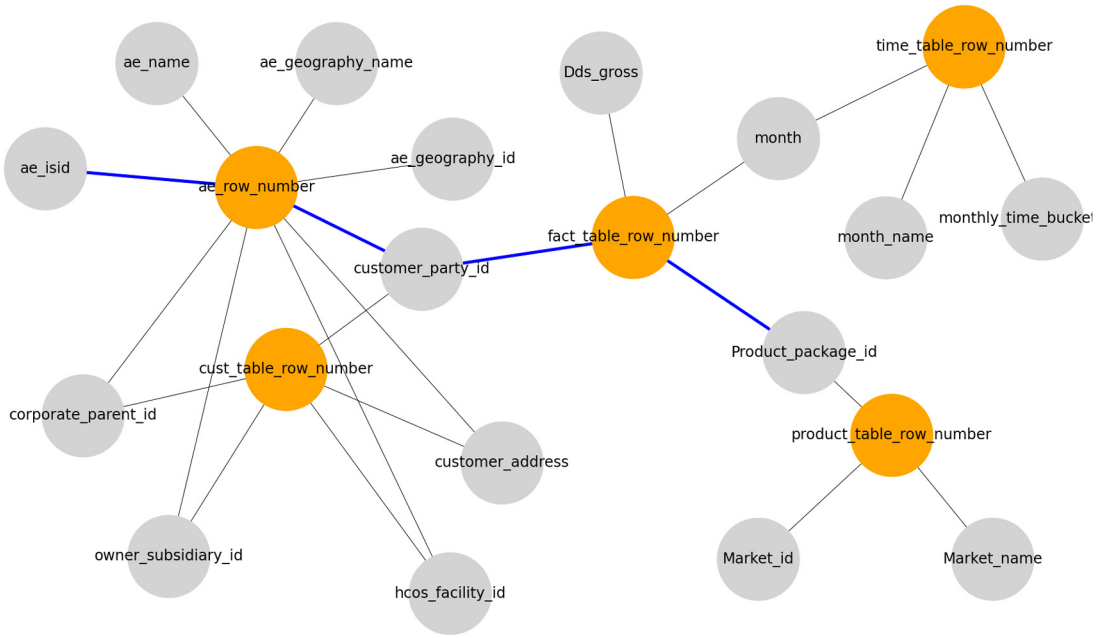 time_table_row_number
ae_name
ae_geography_name
Dds_gross
month
ae_geography_id
ae_isid
ae_row_number
monthly_time_bucket
fact_table_row_number
month_name
customer_party_id
Product_package_id
cust_table_row_number
corporate_parent_id
product_table_row_number
customer_address
owner_subsidiary_id
Market_id
Market_name
hcos_facility_id